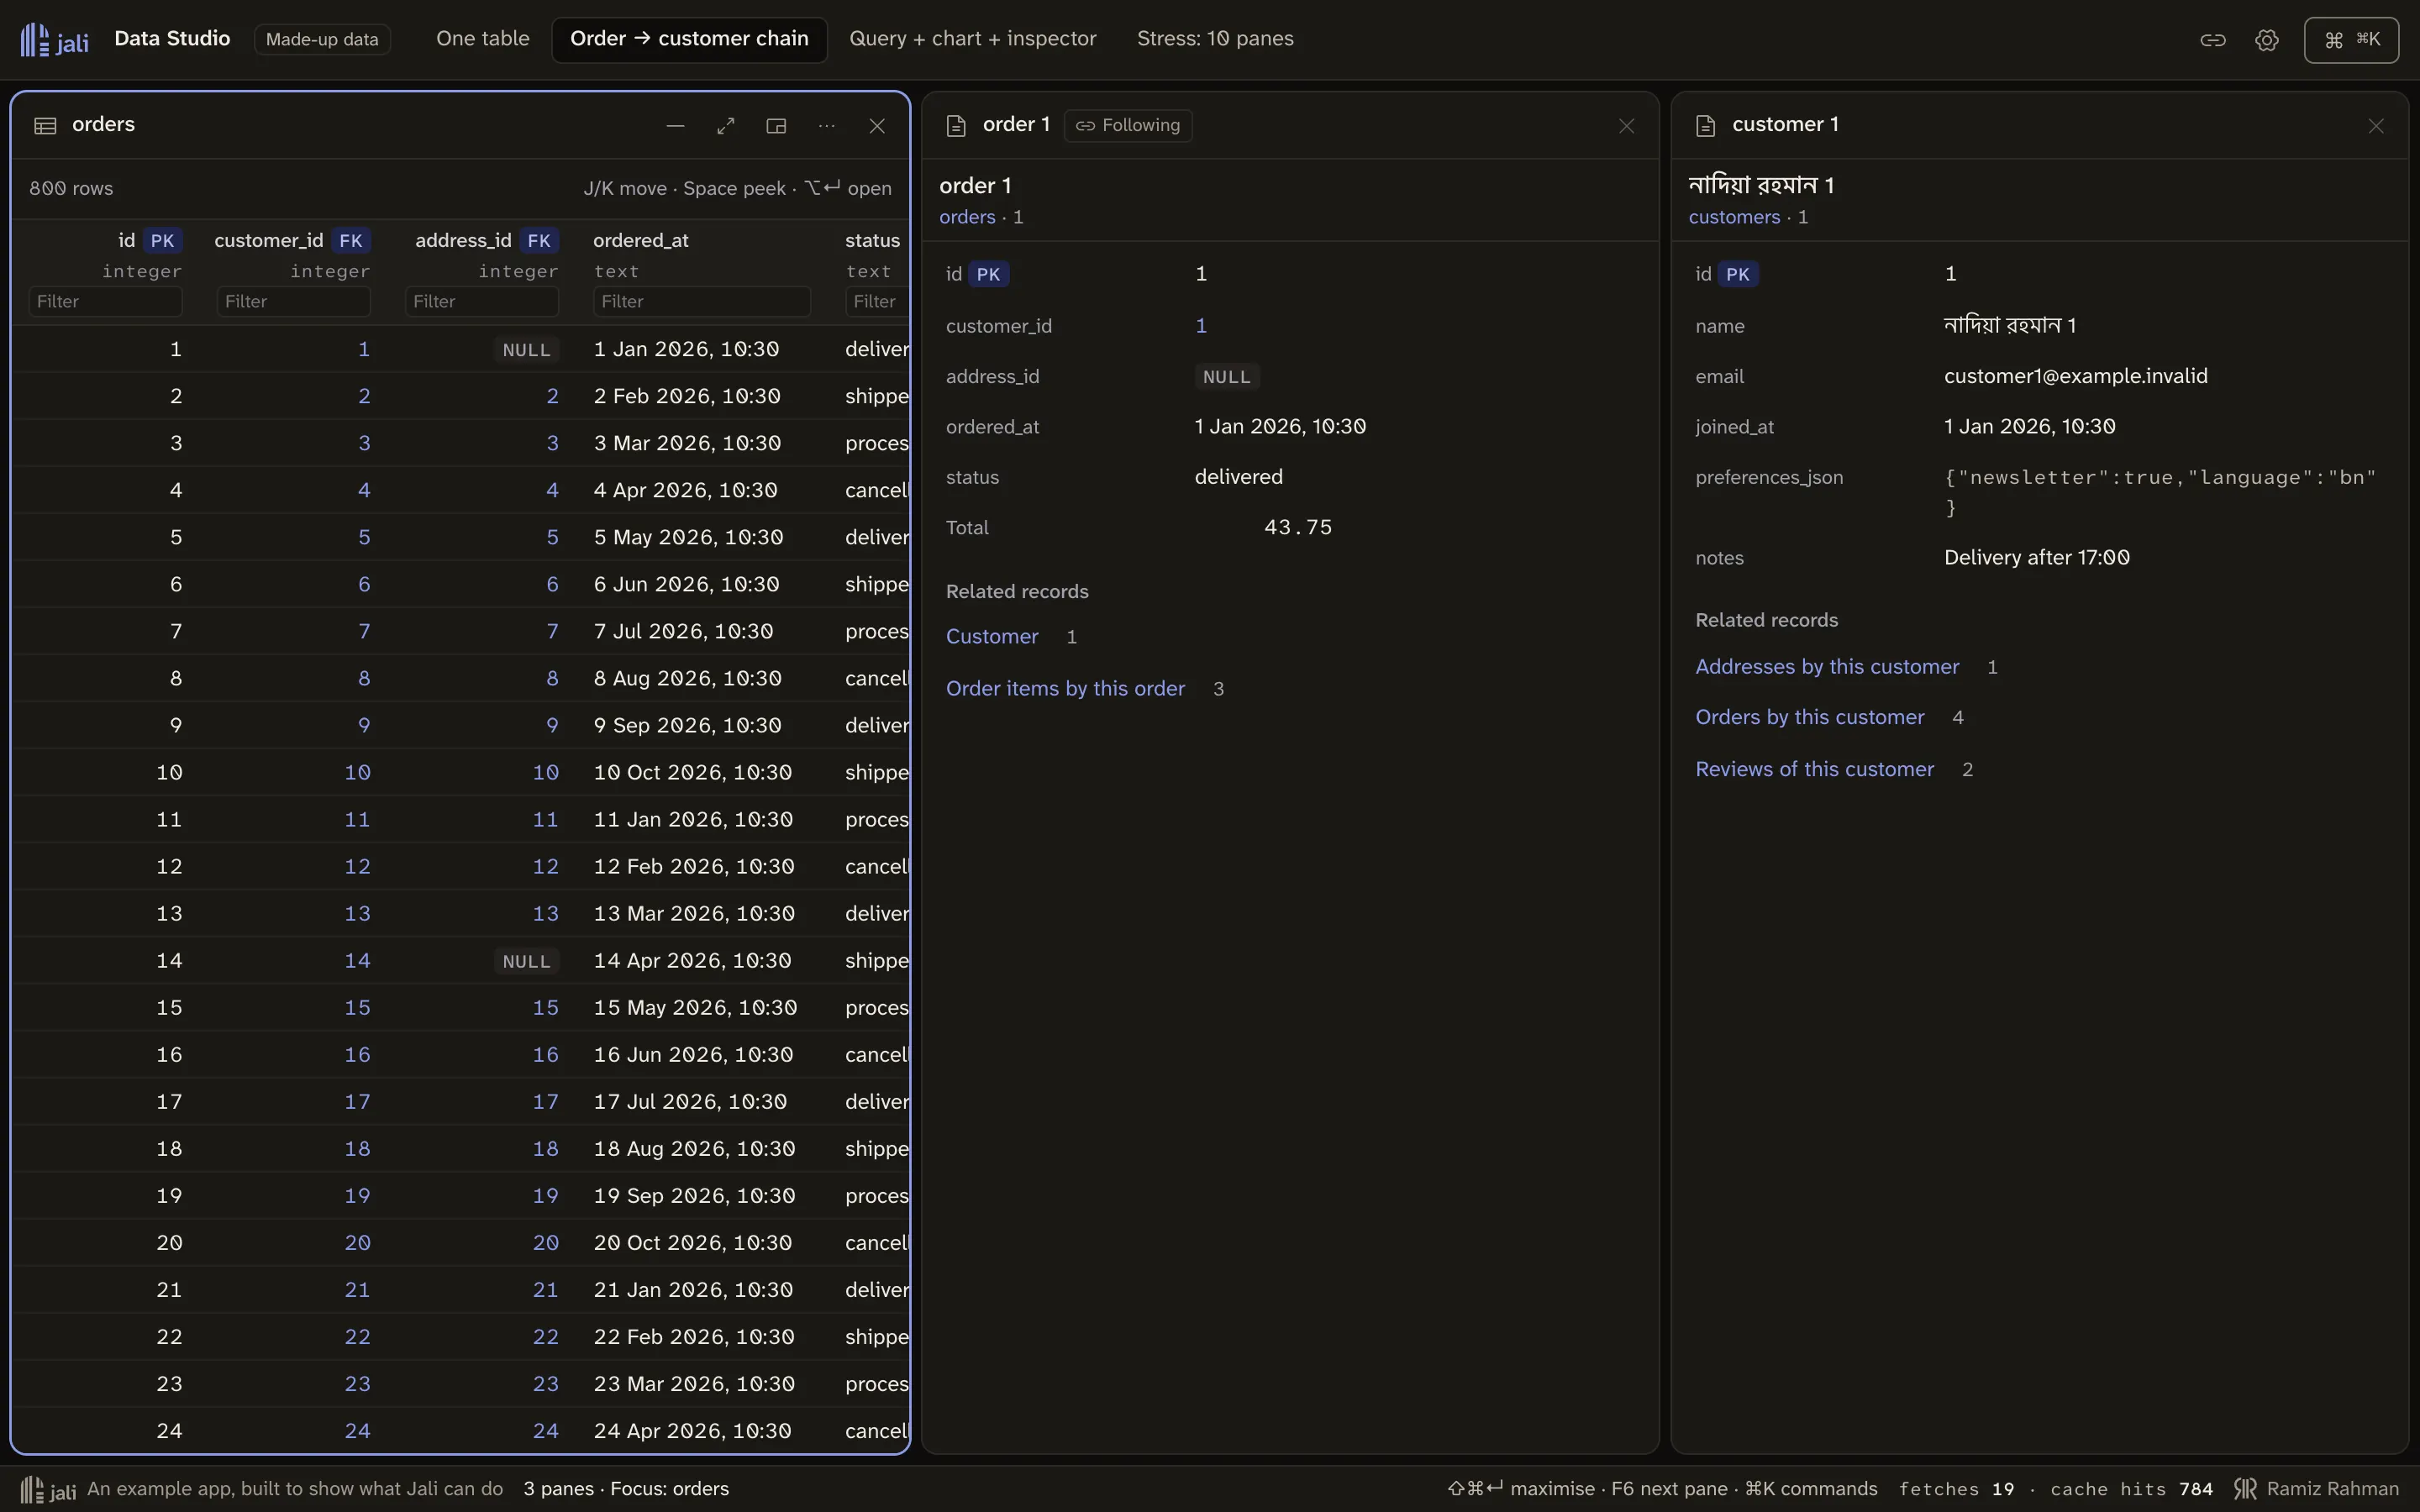 jali Data Studio Made-up data One table Order → customer chain Query + chart + inspector Stress: 10 panes ⌘ ⌘K
orders
800 rows J/K move · Space peek · ⌥↵ open
id PK customer_id FK address_id FK ordered_at status
integer integer integer text text
Filter Filter Filter Filter Filter
1 1 NULL 1 Jan 2026, 10:30 deliver
2 2 2 2 Feb 2026, 10:30 shippe
3 3 3 3 Mar 2026, 10:30 proces
4 4 4 4 Apr 2026, 10:30 cancel
5 5 5 5 May 2026, 10:30 deliver
6 6 6 6 Jun 2026, 10:30 shippe
7 7 7 7 Jul 2026, 10:30 proces
8 8 8 8 Aug 2026, 10:30 cancel
9 9 9 9 Sep 2026, 10:30 deliver
10 10 10 10 Oct 2026, 10:30 shippe
11 11 11 11 Jan 2026, 10:30 proces
12 12 12 12 Feb 2026, 10:30 cancel
13 13 13 13 Mar 2026, 10:30 deliver
14 14 NULL 14 Apr 2026, 10:30 shippe
15 15 15 15 May 2026, 10:30 proces
16 16 16 16 Jun 2026, 10:30 cancel
17 17 17 17 Jul 2026, 10:30 deliver
18 18 18 18 Aug 2026, 10:30 shippe
19 19 19 19 Sep 2026, 10:30 proces
20 20 20 20 Oct 2026, 10:30 cancel
21 21 21 21 Jan 2026, 10:30 deliver
22 22 22 22 Feb 2026, 10:30 shippe
23 23 23 23 Mar 2026, 10:30 proces
24 24 24 24 Apr 2026, 10:30 cancel
order 1 Following
order 1
orders · 1
id PK 1
customer_id 1
address_id NULL
ordered_at 1 Jan 2026, 10:30
status delivered
Total 43.75
Related records
Customer 1
Order items by this order 3
customer 1
নাদিয়া রহমান 1
customers · 1
id PK 1
name নাদিয়া রহমান 1
email customer1@example.invalid
joined_at 1 Jan 2026, 10:30
preferences_json {"newsletter":true,"language":"bn"
}
notes Delivery after 17:00
Related records
Addresses by this customer 1
Orders by this customer 4
Reviews of this customer 2
jali An example app, built to show what Jali can do 3 panes · Focus: orders ⇧⌘↵ maximise · F6 next pane · ⌘K commands fetches 19 · cache hits 784 Ramiz Rahman